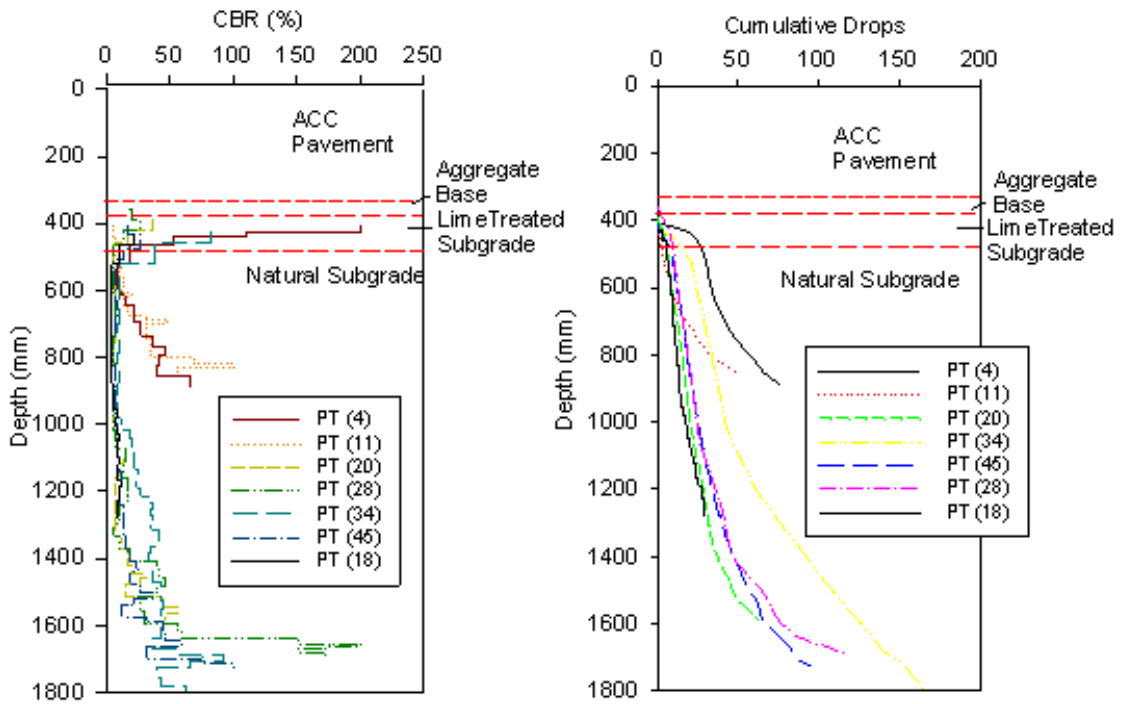 CBR (%)
0 50 100 150 200 250
0
200
400
600
800
1000
1200
1400
1600
1800
Depth (mm)
ACC
Pavement
Aggregate
Base
LimeTreated
Subgrade
Natural Subgrade
PT (4)
PT (11)
PT (20)
PT (28)
PT (34)
PT (45)
PT (18)
Cumulative Drops
0 50 100 150 200
0
200
400
600
800
1000
1200
1400
1600
1800
Depth (mm)
ACC
Pavement
Aggregate
Base
LimeTreated
Subgrade
Natural Subgrade
PT (4)
PT (11)
PT (20)
PT (34)
PT (45)
PT (28)
PT (18)